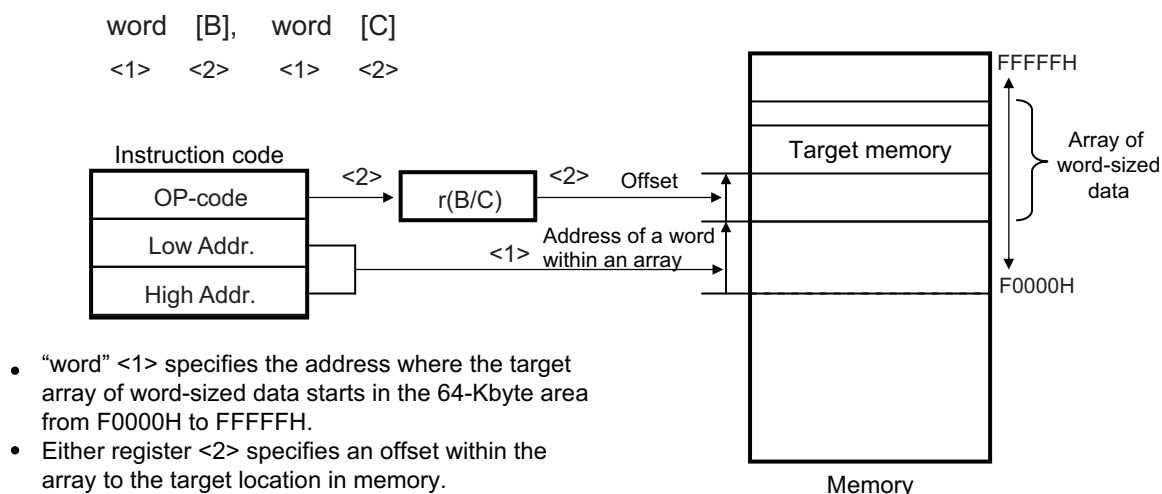 word [B], word [C]
<1> <2> <1> <2>
Instruction code
OP-code
Low Addr.
High Addr.
<2>
r(B/C)
<2>
Offset
<1>
Address of a word
within an array
FFFFFH
Target memory
Array of
word-sized
data
F0000H
Memory
• “word” <1> specifies the address where the target
array of word-sized data starts in the 64-Kbyte area
from F0000H to FFFFFH.
• Either register <2> specifies an offset within the
array to the target location in memory.